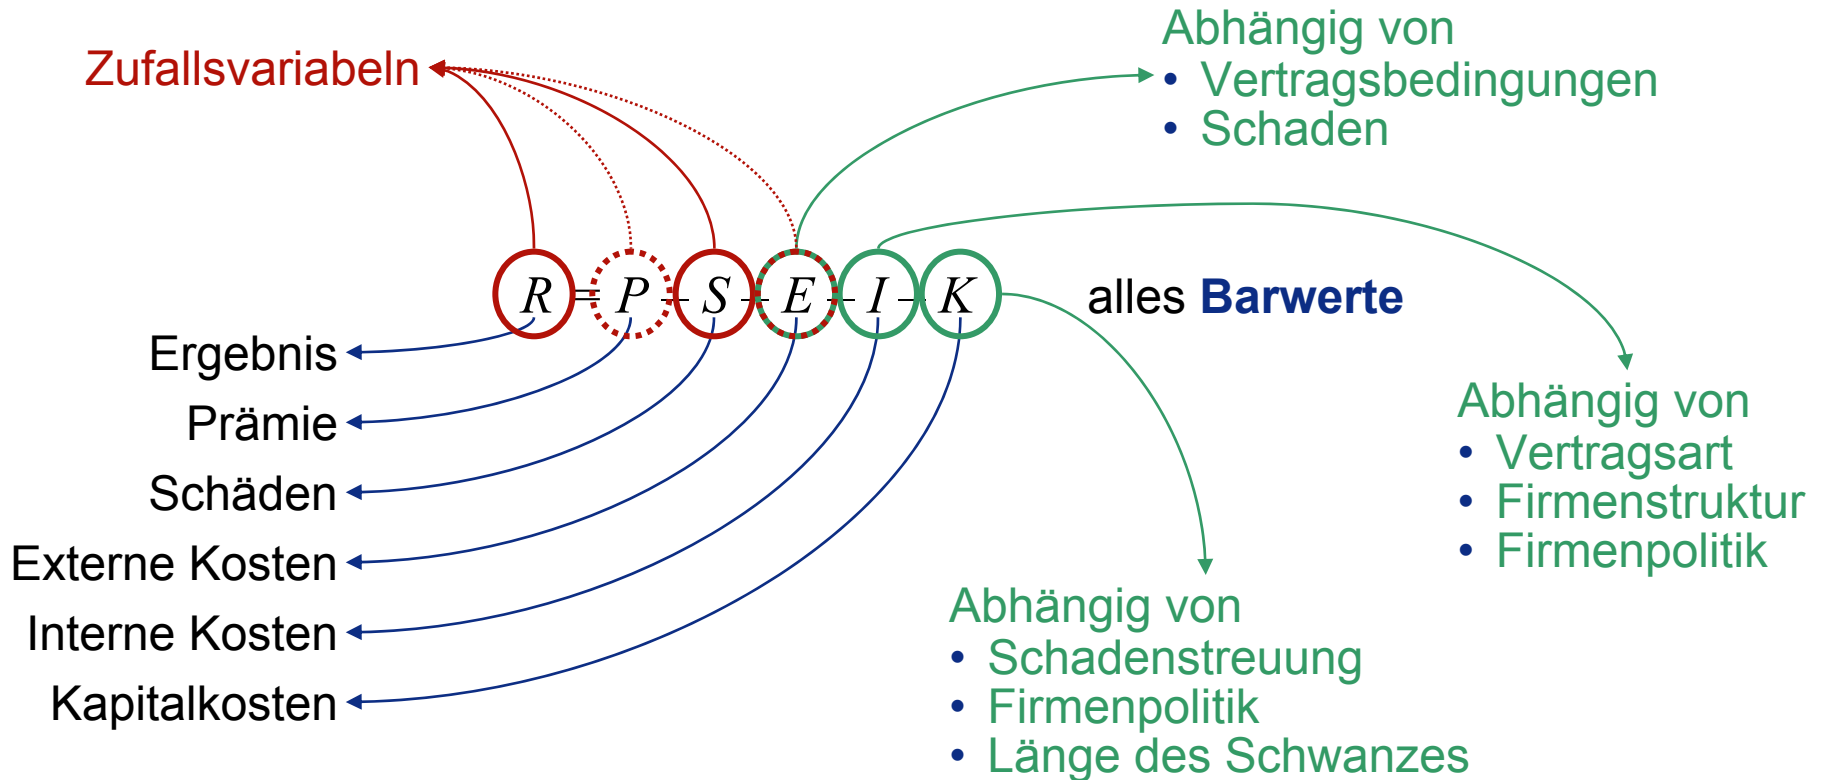 Zufallsvariabeln
Abhängig von
• Vertragsbedingungen
• Schaden
R = P – S – E – I – K
alles Barwerte
Ergebnis
Prämie
Schäden
Externe Kosten
Interne Kosten
Kapitalkosten
Abhängig von
• Vertragsart
• Firmenstruktur
• Firmenpolitik
Abhängig von
• Schadenstreuung
• Firmenpolitik
• Länge des Schwanzes